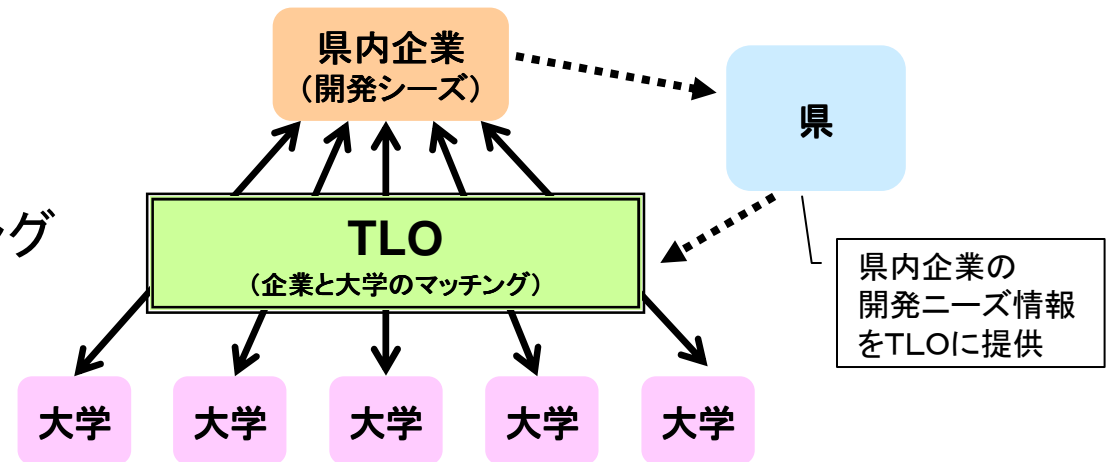 県内企業
（開発シーズ）
県
グ
TLO
（企業と大学のマッチング）
県内企業の
開発ニーズ情報
をTLOに提供
大学
大学
大学
大学
大学